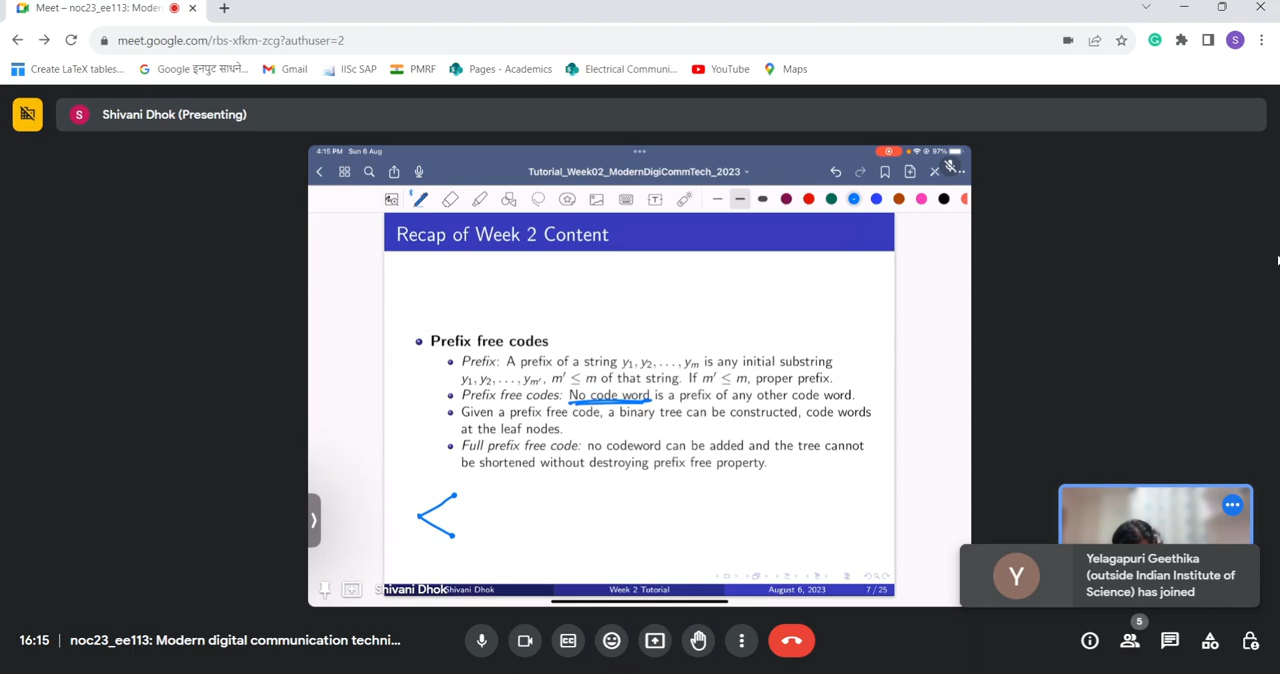 Meet – noc23_ee113: Modern
meet.google.com/rbs-xfkm-zcg?authuser=2
S
Create LaTeX tables... Google इनपुट साधने... Gmail IISc SAP PMRF Pages - Academics Electrical Communi... YouTube Maps
S Shivani Dhok (Presenting)
4:15 PM Sun 6 Aug 97%
Tutorial_Week02_ModernDigiCommTech_2023
Recap of Week 2 Content
Prefix free codes
Prefix: A prefix of a string y₁, y₂, . . . , yₘ is any initial substring
y₁, y₂, . . . , yₘ′, m′ ≤ m of that string. If m′ ≤ m, proper prefix.
Prefix free codes: No code word is a prefix of any other code word.
Given a prefix free code, a binary tree can be constructed, code words
at the leaf nodes.
Full prefix free code: no codeword can be added and the tree cannot
be shortened without destroying prefix free property.
Shivani Dhok Shivani Dhok Week 2 Tutorial August 6, 2023 7 / 25
Y
Yelagapuri Geethika
(outside Indian Institute of
Science) has joined
16:15 | noc23_ee113: Modern digital communication techni...
5